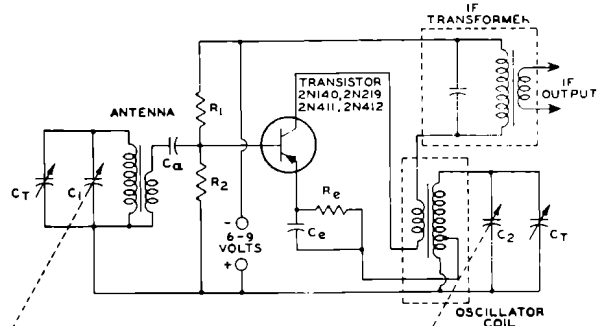 IF
TRANSFORMER
TRANSISTOR
2N140, 2N219
2N411, 2N412
IF
OUTPUT
ANTENNA
R1
Ca
R2
CT
C1
Re
Ce
-
6-9
VOLTS
+
C2
CT
OSCILLATOR
COIL